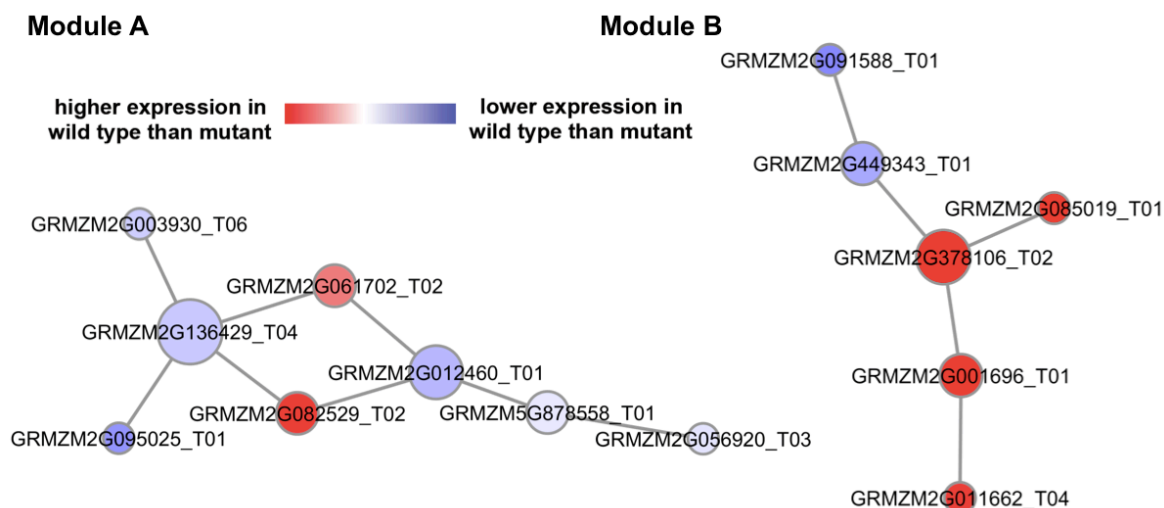 Module A
Module B
higher expression in
wild type than mutant
lower expression in
wild type than mutant
GRMZM2G003930_T06
GRMZM2G061702_T02
GRMZM2G136429_T04
GRMZM2G012460_T01
GRMZM2G082529_T02
GRMZM5G878558_T01
GRMZM2G095025_T01
GRMZM2G056920_T03
GRMZM2G091588_T01
GRMZM2G449343_T01
GRMZM2G085019_T01
GRMZM2G378106_T02
GRMZM2G001696_T01
GRMZM2G011662_T04